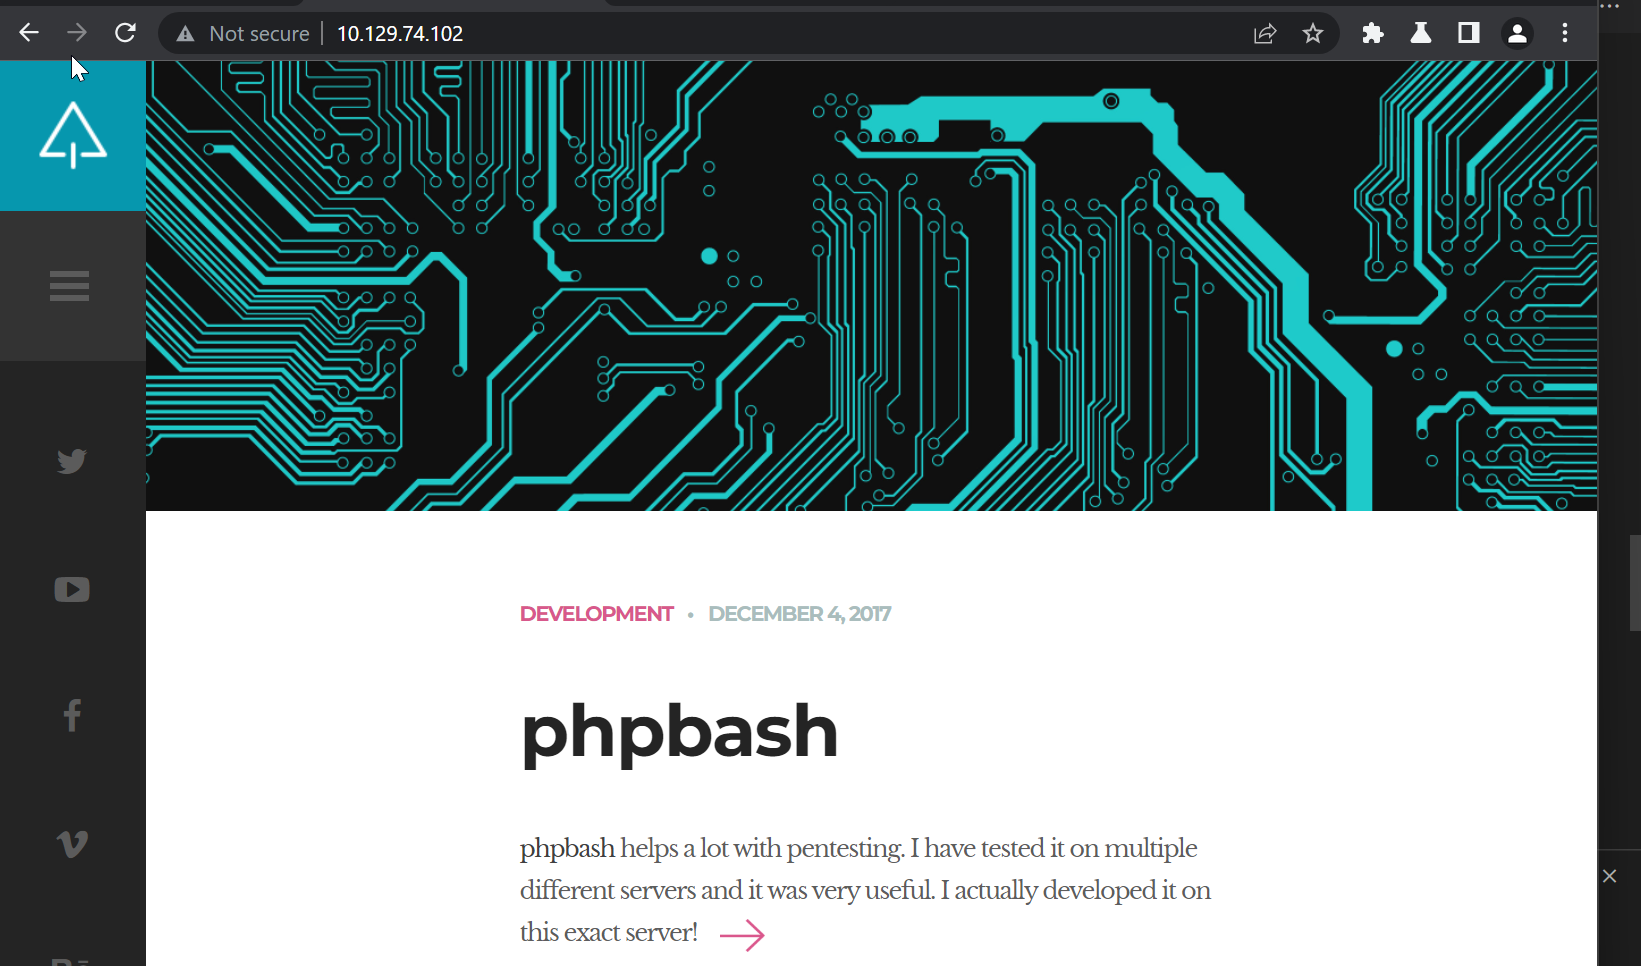 Not secure
10.129.74.102
DEVELOPMENT • DECEMBER 4, 2017
phpbash
phpbash helps a lot with pentesting. I have tested it on multiple
different servers and it was very useful. I actually developed it on
this exact server!